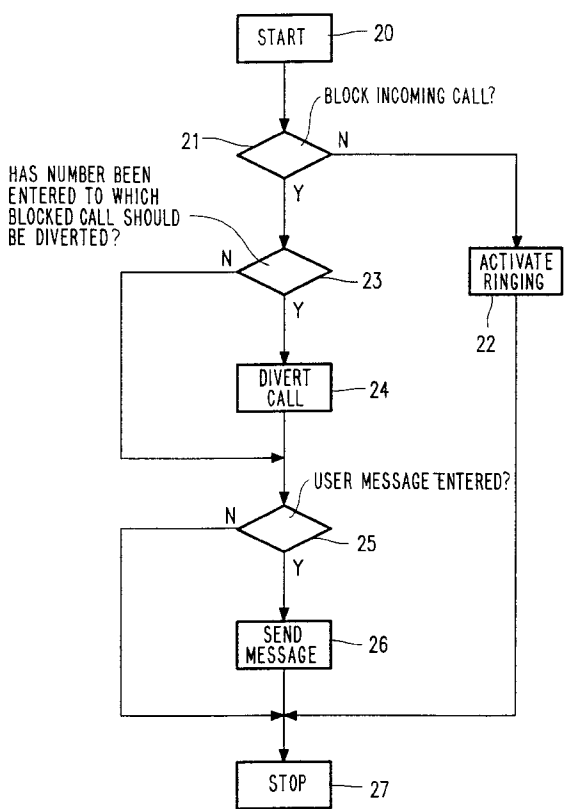 START
20
BLOCK INCOMING CALL?
21
N
Y
HAS NUMBER BEEN
ENTERED TO WHICH
BLOCKED CALL SHOULD
BE DIVERTED?
N
23
Y
ACTIVATE
RINGING
22
DIVERT
CALL
24
USER MESSAGE ENTERED?
N
25
Y
SEND
MESSAGE
26
STOP
27